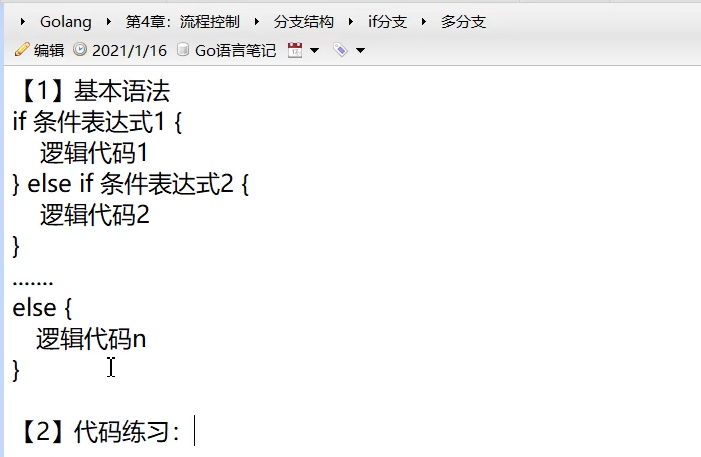 Golang 第4章：流程控制 分支结构 if分支 多分支
编辑 2021/1/16 Go语言笔记
【1】基本语法
if 条件表达式1 {
逻辑代码1
} else if 条件表达式2 {
逻辑代码2
}
.......
else {
逻辑代码n
}
【2】代码练习：